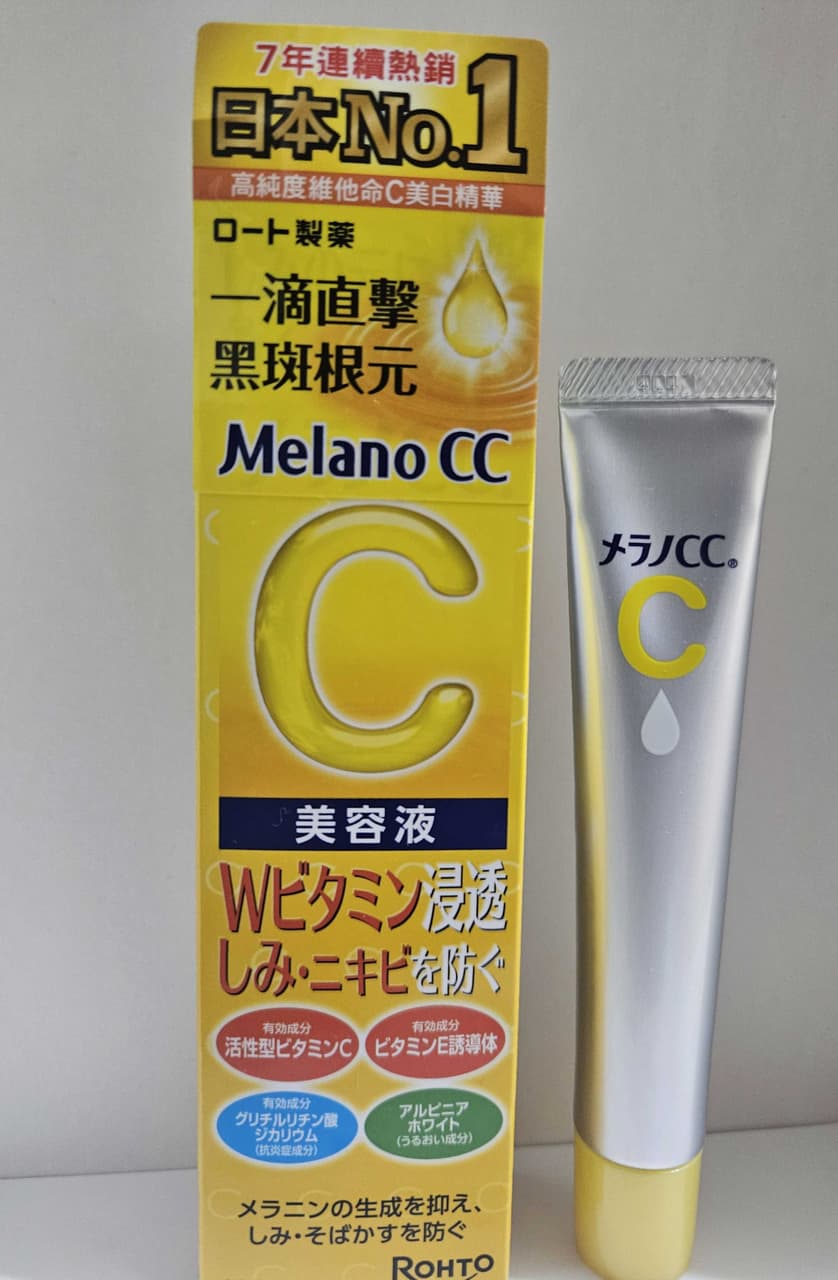 7年連續熱銷
日本No.1
高純度維他命C美白精華
ロート製薬
一滴直擊
黑斑根元
Melano CC
C
美容液
Wビタミン浸透
しみ・ニキビを防ぐ
有効成分
活性型ビタミンC
有効成分
ビタミンE誘導体
有効成分
グリチルリチン酸
ジカリウム
(抗炎症成分)
アルピニア
ホワイト
(うるおい成分)
メラニンの生成を抑え、
しみ・そばかすを防ぐ
ROHTO
メラノCC®
C